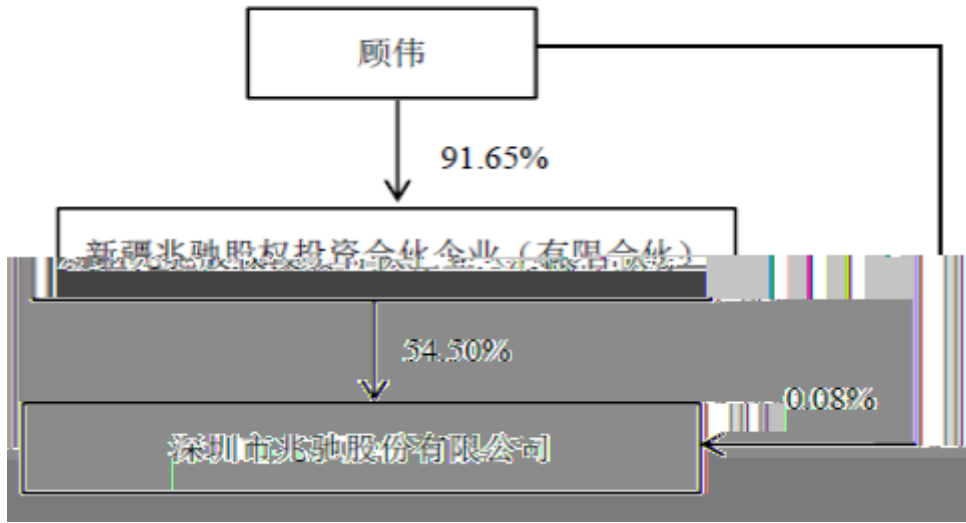 顾伟
91.65%
新疆兆驰股权投资合伙企业（有限合伙）
54.50%
0.08%
深圳市兆驰股份有限公司